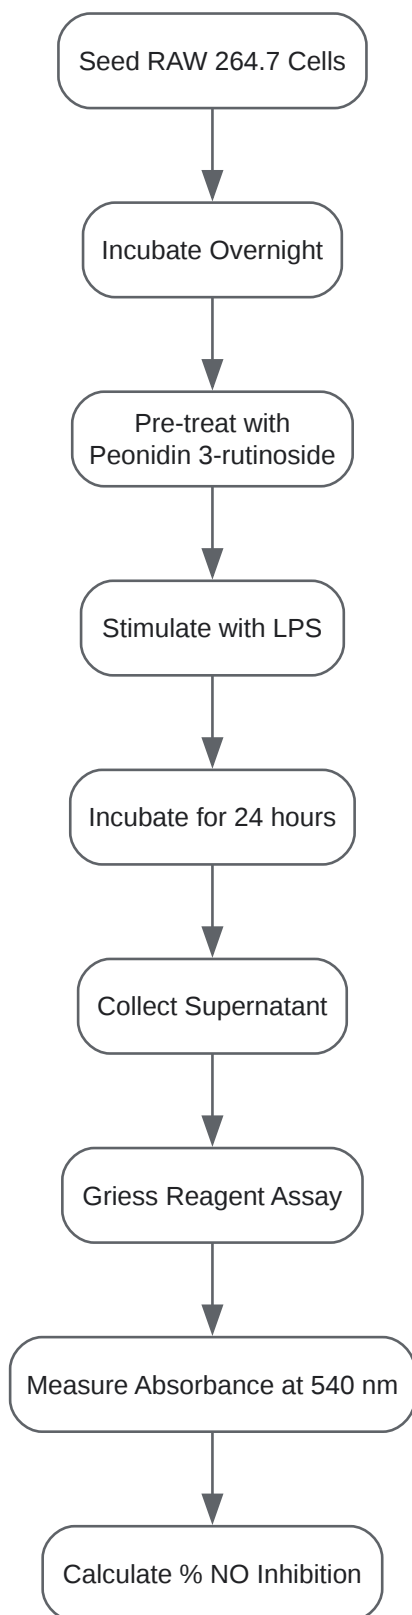 Seed RAW 264.7 Cells
Incubate Overnight
Pre-treat with
Peonidin 3-rutinoside
Stimulate with LPS
Incubate for 24 hours
Collect Supernatant
Griess Reagent Assay
Measure Absorbance at 540 nm
Calculate % NO Inhibition